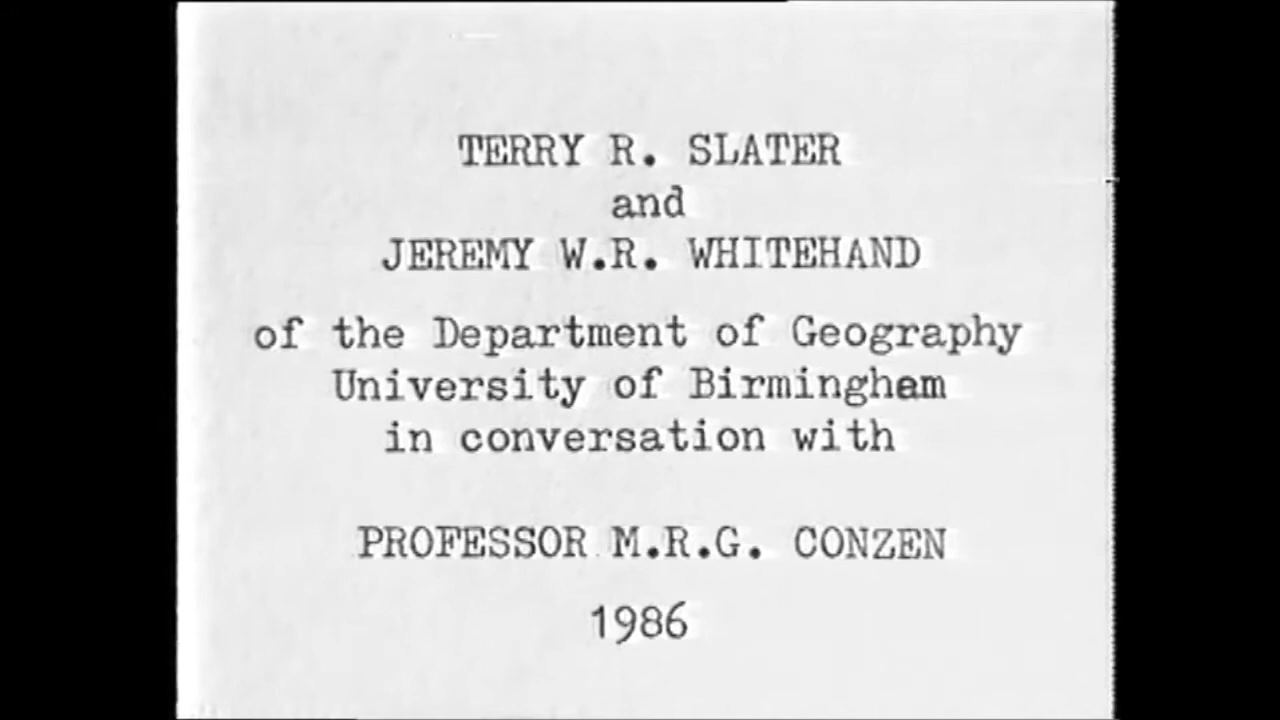 TERRY R. SLATER
and
JEREMY W.R. WHITEHAND
of the Department of Geography
University of Birmingham
in conversation with
PROFESSOR M.R.G. CONZEN
1986